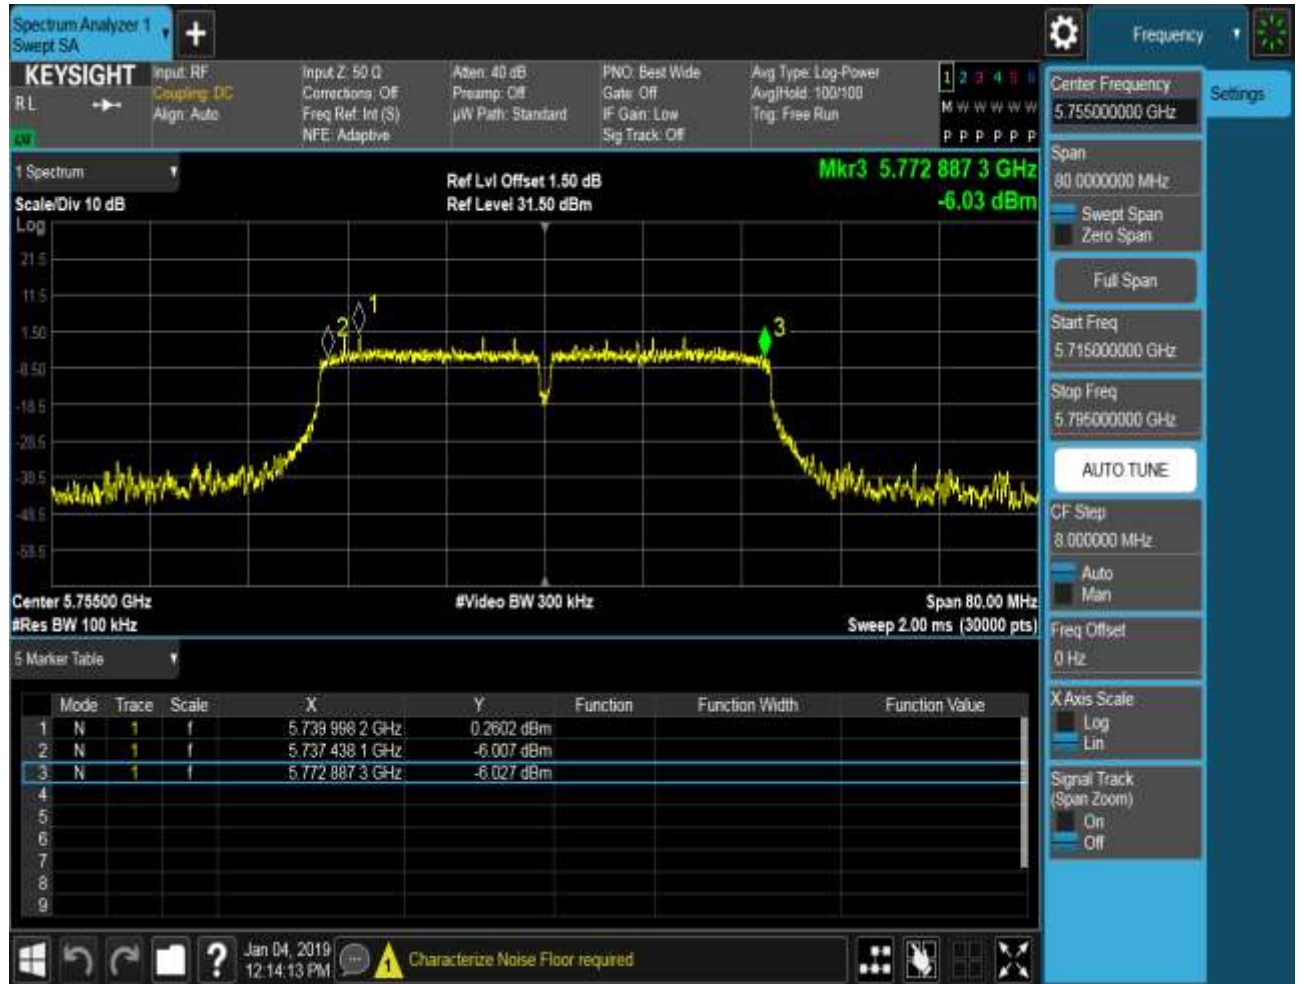 Spectrum Analyzer 1
Swept SA
Frequency
KEYSIGHT
R L
Input: RF
Coupling: DC
Align: Auto
Input Z: 50 Ω
Corrections: Off
Freq Ref: Int (S)
NFE: Adaptive
Atten: 40 dB
Preamp: Off
µW Path: Standard
PNO: Best Wide
Gate: Off
IF Gain: Low
Sig Track: Off
Avg Type: Log-Power
Avg|Hold: 100/100
Trig: Free Run
1 2 3 4 5 6
M W W W W W
P P P P P P
1 Spectrum
Scale/Div 10 dB
Ref Lvl Offset 1.50 dB
Ref Level 31.50 dBm
Mkr3 5.772 887 3 GHz
-6.03 dBm
Log
21.5
11.5
1.50
-8.50
-18.5
-28.5
-38.5
-48.5
-58.5
1
2
3
Center 5.75500 GHz
#Video BW 300 kHz
Span 80.00 MHz
#Res BW 100 kHz
Sweep 2.00 ms (30000 pts)
5 Marker Table
Mode Trace Scale X Y Function Function Width Function Value
1 N 1 f 5.739 998 2 GHz 0.2602 dBm
2 N 1 f 5.737 438 1 GHz -6.007 dBm
3 N 1 f 5.772 887 3 GHz -6.027 dBm
4
5
6
7
8
9
Jan 04, 2019
12:14:13 PM
1
Characterize Noise Floor required
Settings
Center Frequency
5.755000000 GHz
Span
80.0000000 MHz
Swept Span
Zero Span
Full Span
Start Freq
5.715000000 GHz
Stop Freq
5.795000000 GHz
AUTO TUNE
CF Step
8.000000 MHz
Auto
Man
Freq Offset
0 Hz
X Axis Scale
Log
Lin
Signal Track
(Span Zoom)
On
Off